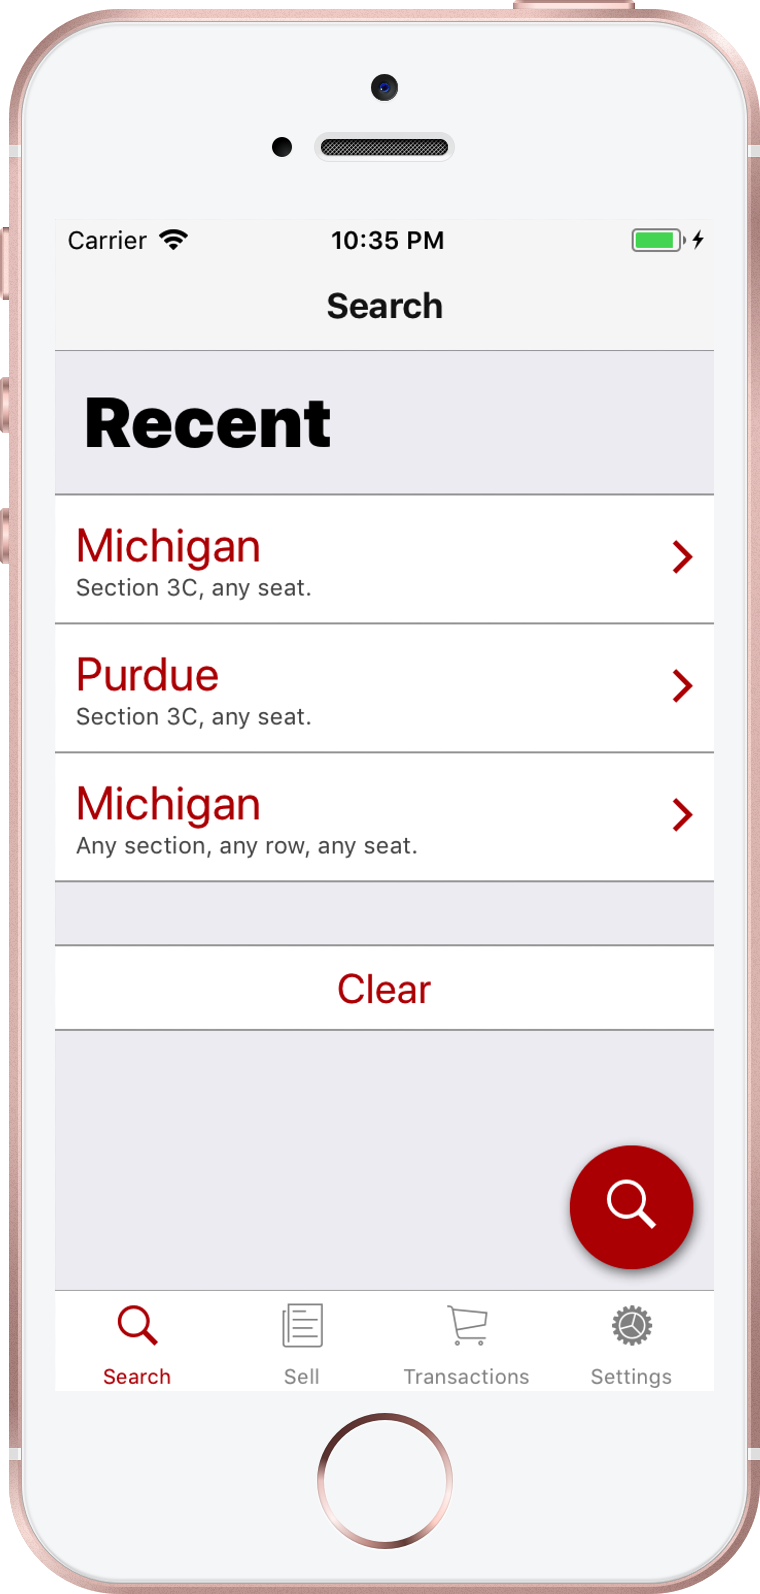 Carrier 10:35 PM
Search
Recent
Michigan
Section 3C, any seat.
Purdue
Section 3C, any seat.
Michigan
Any section, any row, any seat.
Clear
Search Sell Transactions Settings